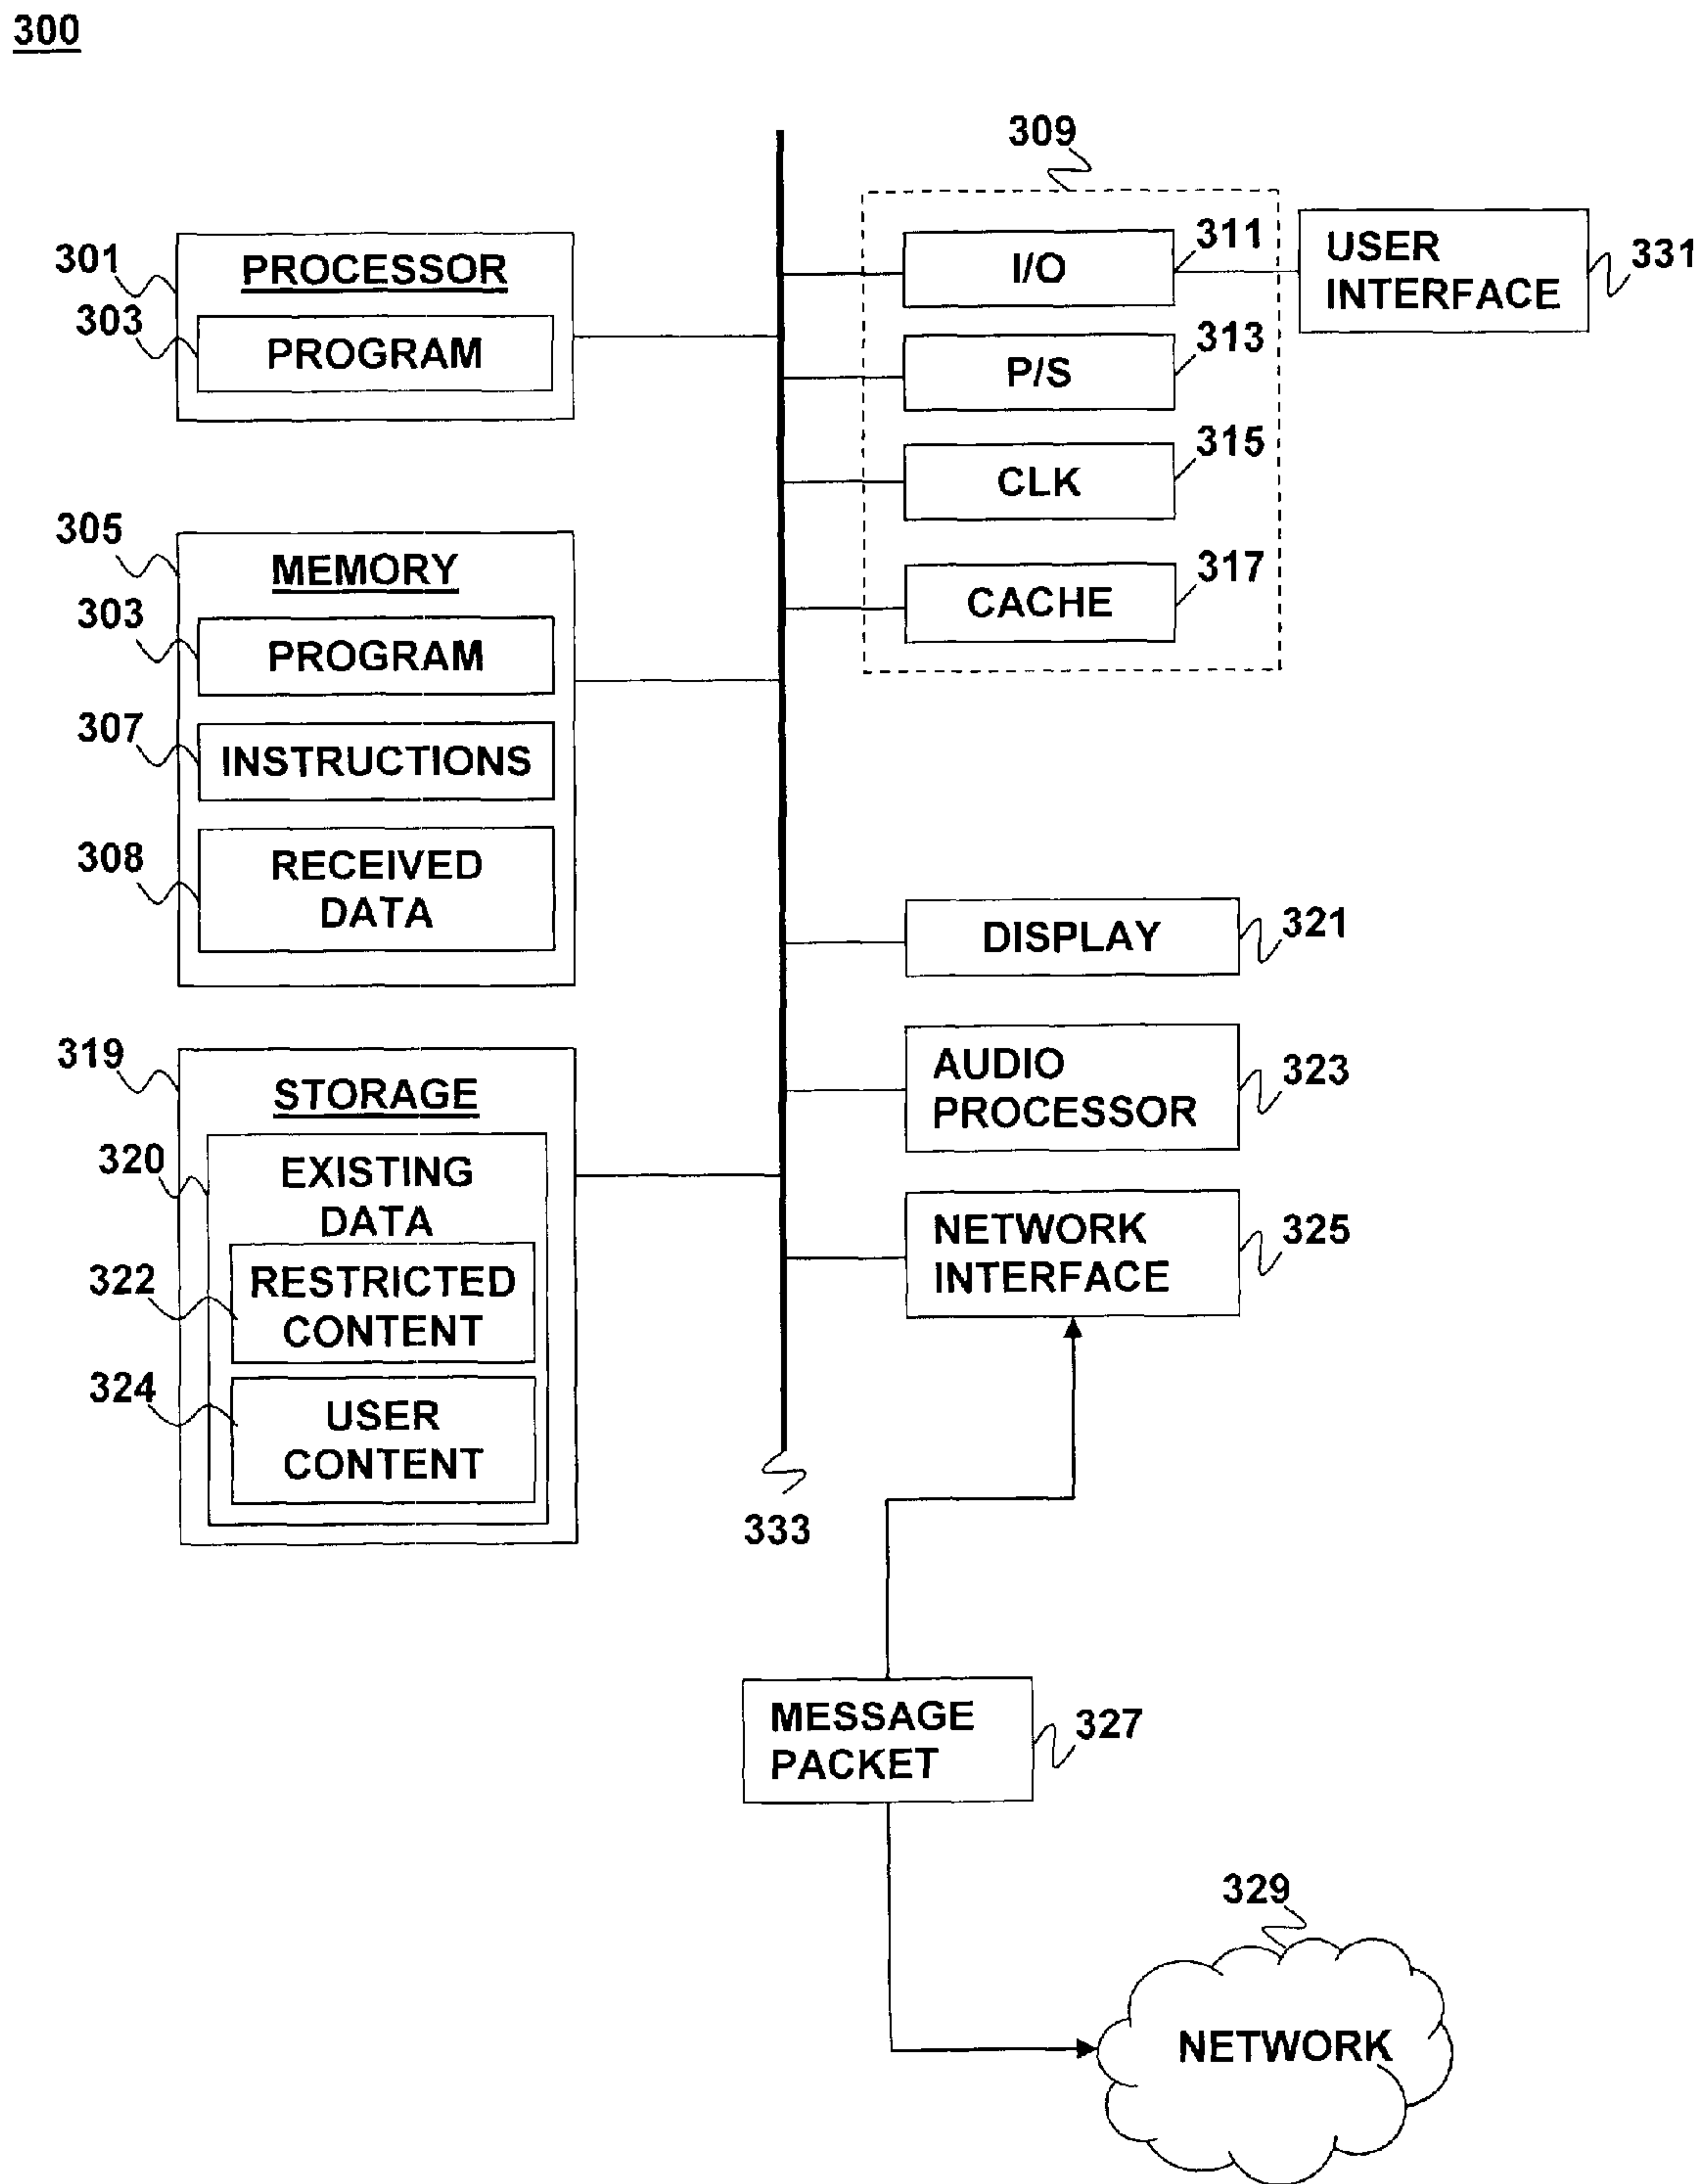 300
309
301
PROCESSOR
303
PROGRAM
I/O
311
USER
INTERFACE
331
P/S
313
CLK
315
CACHE
317
305
MEMORY
303
PROGRAM
307
INSTRUCTIONS
308
RECEIVED
DATA
DISPLAY
321
AUDIO
PROCESSOR
323
NETWORK
INTERFACE
325
319
STORAGE
320
EXISTING
DATA
322
RESTRICTED
CONTENT
324
USER
CONTENT
333
MESSAGE
PACKET
327
329
NETWORK